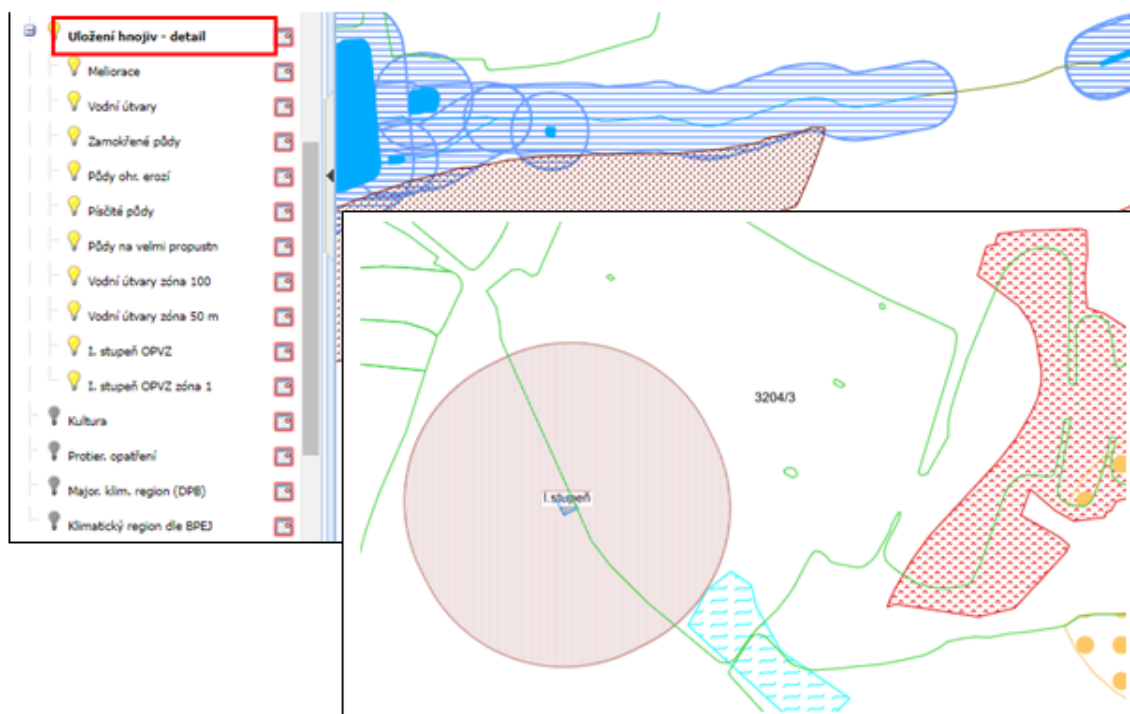 Uložení hnojiv - detail
Meliorace
Vodní útvary
Zamokřené půdy
Půdy ohr. erozí
Písčité půdy
Půdy na velmi propustn
Vodní útvary zóna 100
Vodní útvary zóna 50 m
I. stupeň OPVZ
I. stupeň OPVZ zóna 1
Kultura
Protier. opatření
Major. klim. region (DPB)
Klimatický region dle BPEJ
3204/3
I.stupeň